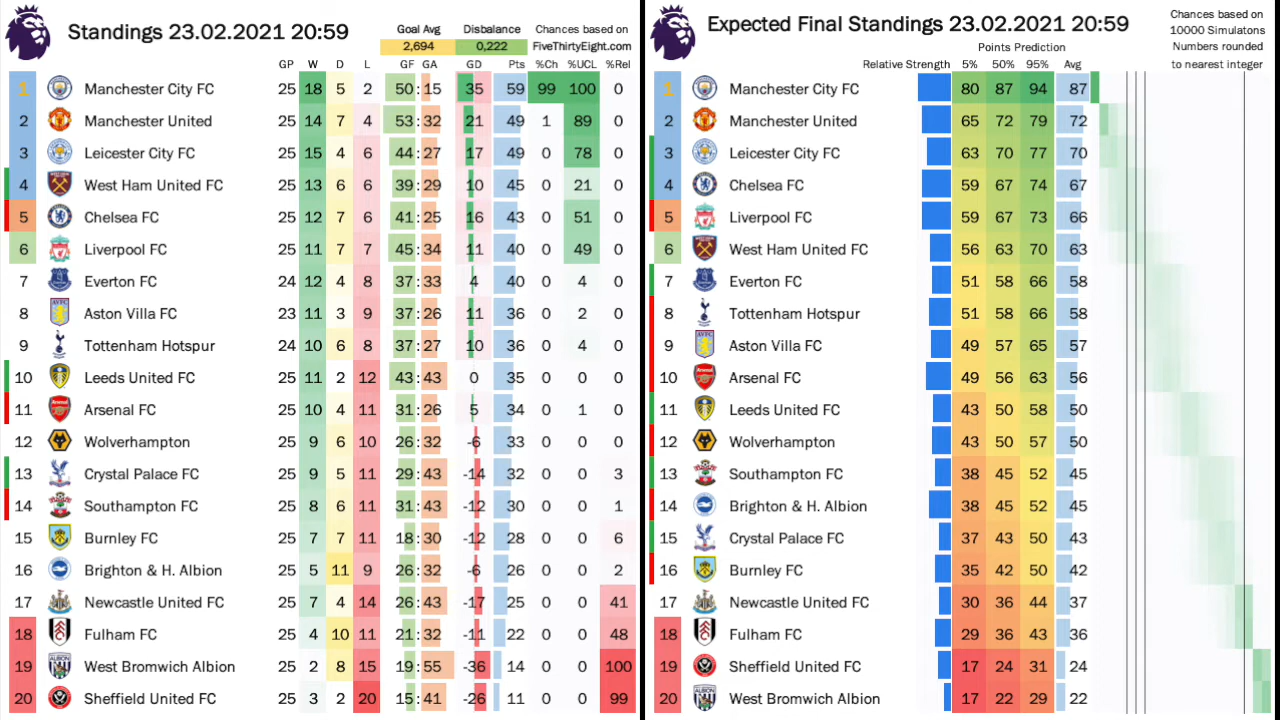 Standings 23.02.2021 20:59
Goal Avg Disbalance Chances based on
2,694 0,222 FiveThirtyEight.com
GP W D L GF GA GD Pts %Ch %UCL %Rel
1 Manchester City FC 25 18 5 2 50:15 35 59 99 100 0
2 Manchester United 25 14 7 4 53:32 21 49 1 89 0
3 Leicester City FC 25 15 4 6 44:27 17 49 0 78 0
4 West Ham United FC 25 13 6 6 39:29 10 45 0 21 0
5 Chelsea FC 25 12 7 6 41:25 16 43 0 51 0
6 Liverpool FC 25 11 7 7 45:34 11 40 0 49 0
7 Everton FC 24 12 4 8 37:33 4 40 0 4 0
8 Aston Villa FC 23 11 3 9 37:26 11 36 0 2 0
9 Tottenham Hotspur 24 10 6 8 37:27 10 36 0 4 0
10 Leeds United FC 25 11 2 12 43:43 0 35 0 0 0
11 Arsenal FC 25 10 4 11 31:26 5 34 0 1 0
12 Wolverhampton 25 9 6 10 26:32 -6 33 0 0 0
13 Crystal Palace FC 25 9 5 11 29:43 -14 32 0 0 3
14 Southampton FC 25 8 6 11 31:43 -12 30 0 0 1
15 Burnley FC 25 7 7 11 18:30 -12 28 0 0 6
16 Brighton & H. Albion 25 5 11 9 26:32 -6 26 0 0 2
17 Newcastle United FC 25 7 4 14 26:43 -17 25 0 0 41
18 Fulham FC 25 4 10 11 21:32 -11 22 0 0 48
19 West Bromwich Albion 25 2 8 15 19:55 -36 14 0 0 100
20 Sheffield United FC 25 3 2 20 15:41 -26 11 0 0 99
Expected Final Standings 23.02.2021 20:59
Chances based on
10000 Simulatons
Numbers rounded
to nearest integer
Points Prediction
Relative Strength 5% 50% 95% Avg
1 Manchester City FC 80 87 94 87
2 Manchester United 65 72 79 72
3 Leicester City FC 63 70 77 70
4 Chelsea FC 59 67 74 67
5 Liverpool FC 59 67 73 66
6 West Ham United FC 56 63 70 63
7 Everton FC 51 58 66 58
8 Tottenham Hotspur 51 58 66 58
9 Aston Villa FC 49 57 65 57
10 Arsenal FC 49 56 63 56
11 Leeds United FC 43 50 58 50
12 Wolverhampton 43 50 57 50
13 Southampton FC 38 45 52 45
14 Brighton & H. Albion 38 45 52 45
15 Crystal Palace FC 37 43 50 43
16 Burnley FC 35 42 50 42
17 Newcastle United FC 30 36 44 37
18 Fulham FC 29 36 43 36
19 Sheffield United FC 17 24 31 24
20 West Bromwich Albion 17 22 29 22